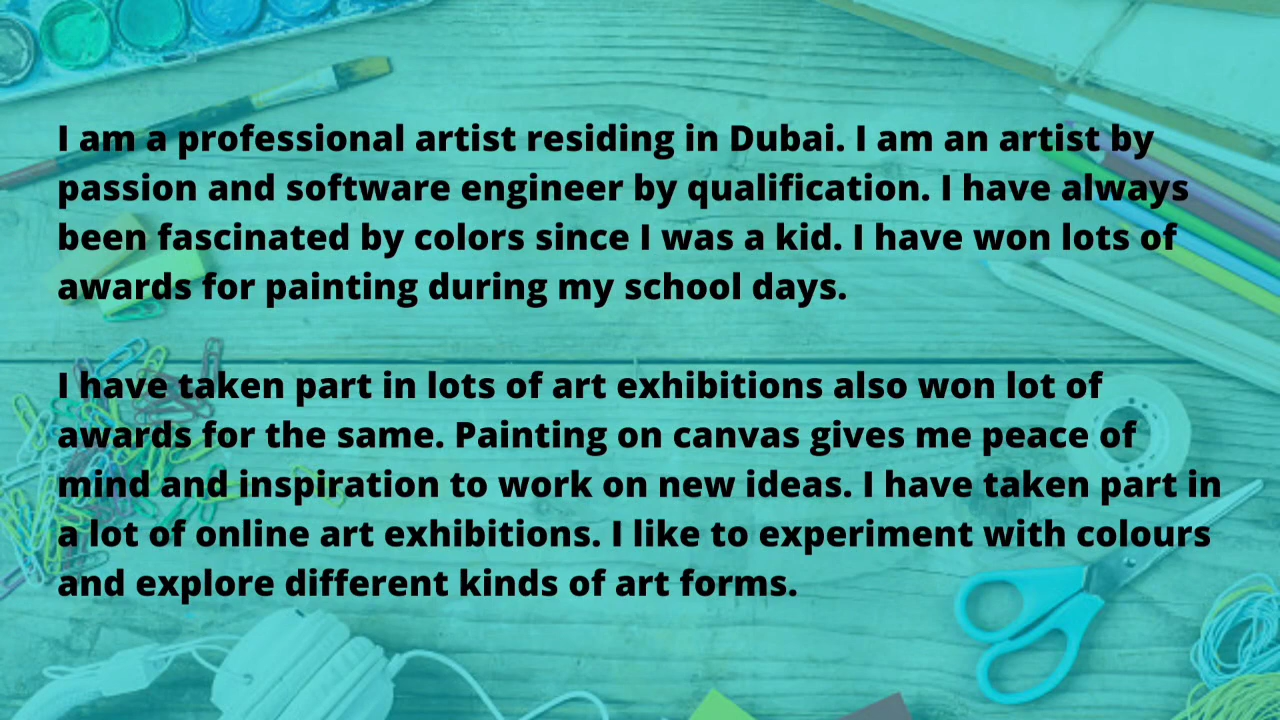 I am a professional artist residing in Dubai. I am an artist by
passion and software engineer by qualification. I have always
been fascinated by colors since I was a kid. I have won lots of
awards for painting during my school days.
I have taken part in lots of art exhibitions also won lot of
awards for the same. Painting on canvas gives me peace of
mind and inspiration to work on new ideas. I have taken part in
a lot of online art exhibitions. I like to experiment with colours
and explore different kinds of art forms.